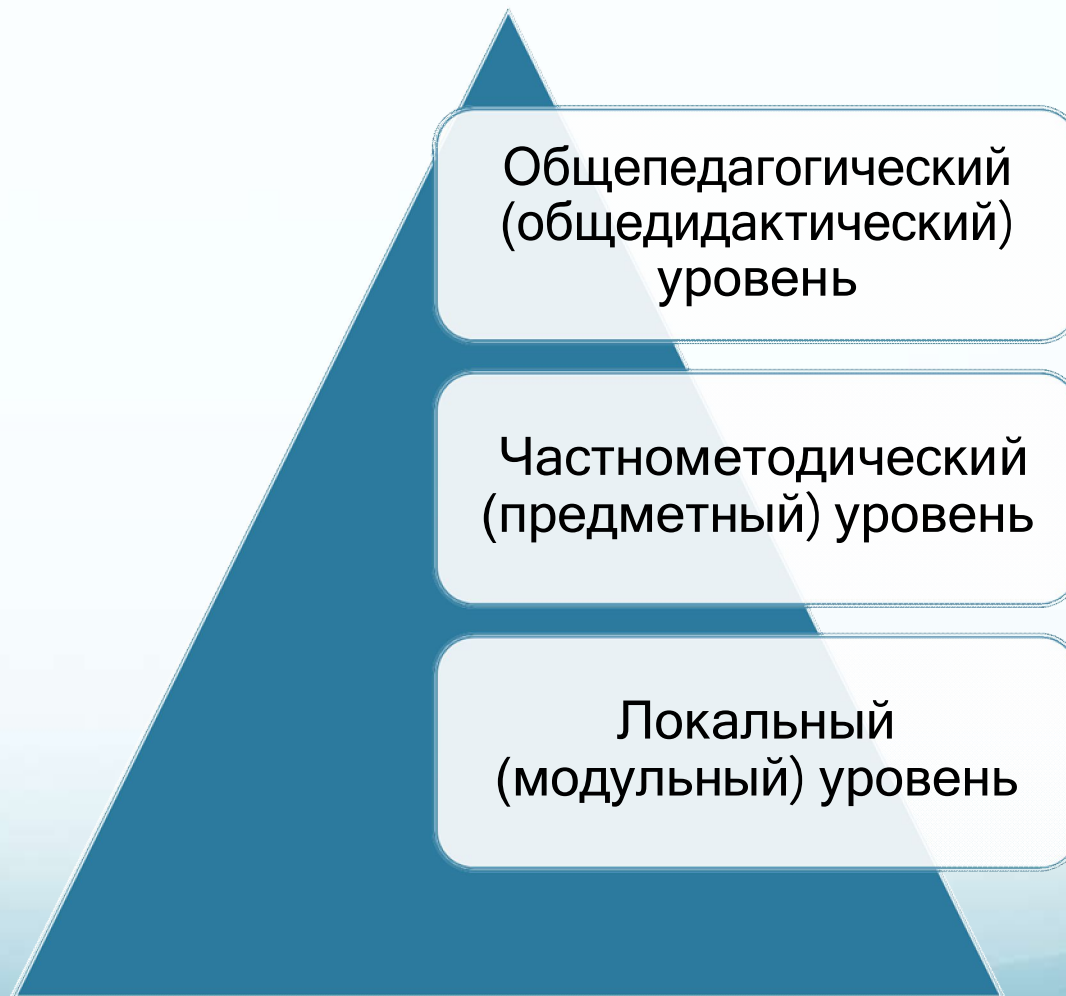 Общепедагогический
(общедидактический)
уровень
Частнометодический
(предметный) уровень
Локальный
(модульный) уровень